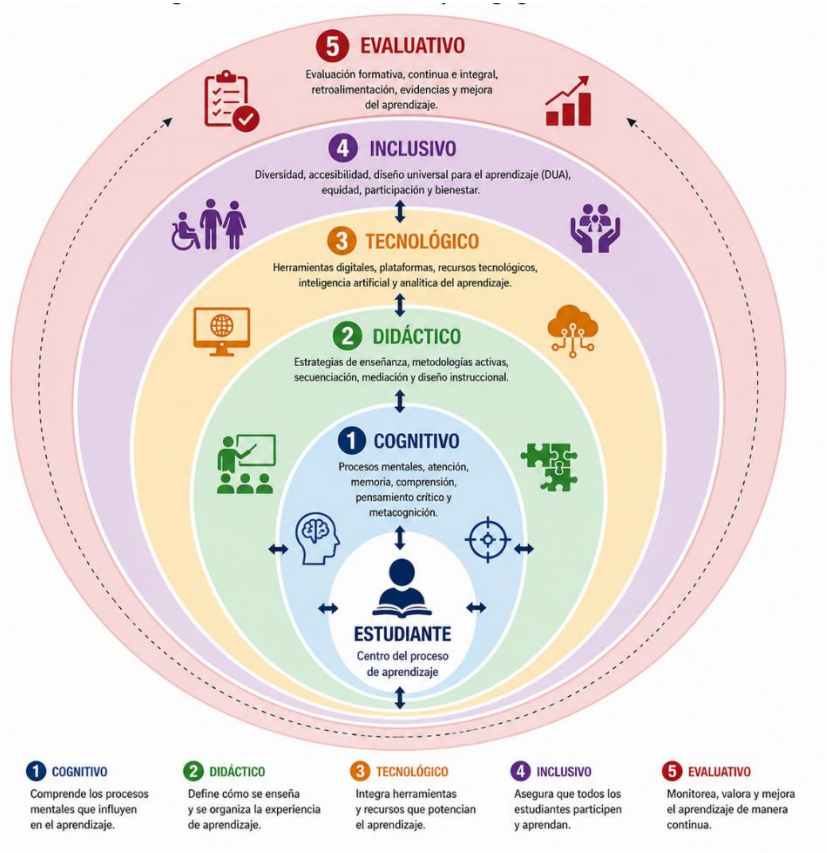 5 EVALUATIVO
Evaluación formativa, continua e integral,
retroalimentación, evidencias y mejora
del aprendizaje.
4 INCLUSIVO
Diversidad, accesibilidad, diseño universal para el aprendizaje (DUA),
equidad, participación y bienestar.
3 TECNOLÓGICO
Herramientas digitales, plataformas, recursos tecnológicos,
inteligencia artificial y analítica del aprendizaje.
2 DIDÁCTICO
Estrategias de enseñanza, metodologías activas,
secuenciación, mediación y diseño instruccional.
1 COGNITIVO
Procesos mentales, atención,
memoria, comprensión,
pensamiento crítico y
metacognición.
ESTUDIANTE
Centro del proceso
de aprendizaje
1 COGNITIVO
Comprende los procesos
mentales que influyen
en el aprendizaje.
2 DIDÁCTICO
Define cómo se enseña
y se organiza la experiencia
de aprendizaje.
3 TECNOLÓGICO
Integra herramientas
y recursos que potencian
el aprendizaje.
4 INCLUSIVO
Asegura que todos los
estudiantes participen
y aprendan.
5 EVALUATIVO
Monitorea, valora y mejora
el aprendizaje de manera
continua.